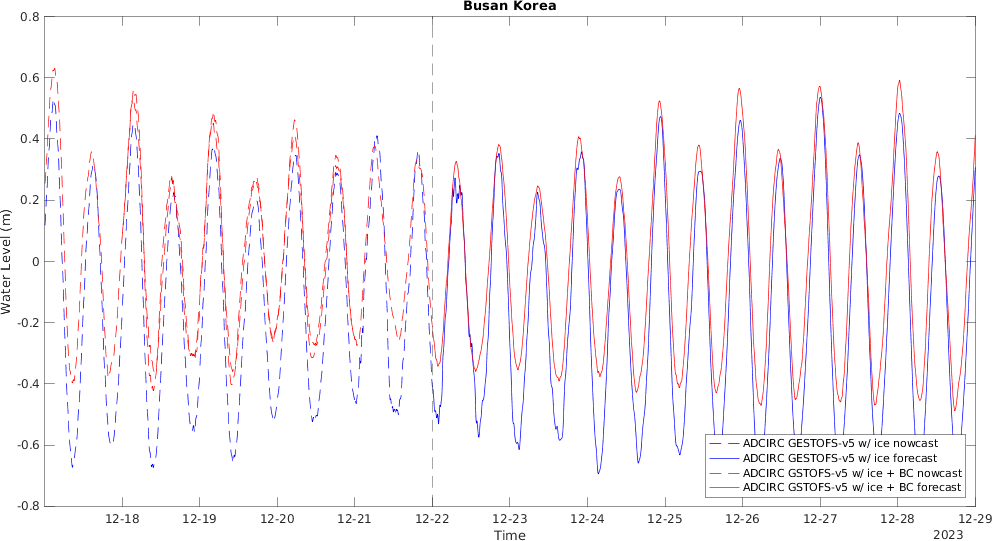 Busan Korea
0.8
0.6
0.4
0.2
0
-0.2
-0.4
-0.6
-0.8
Water Level (m)
ADCIRC GESTOFS-v5 w/ ice nowcast
ADCIRC GESTOFS-v5 w/ ice forecast
ADCIRC GSTOFS-v5 w/ ice + BC nowcast
ADCIRC GSTOFS-v5 w/ ice + BC forecast
12-18 12-19 12-20 12-21 12-22 12-23 12-24 12-25 12-26 12-27 12-28 12-29
Time
2023